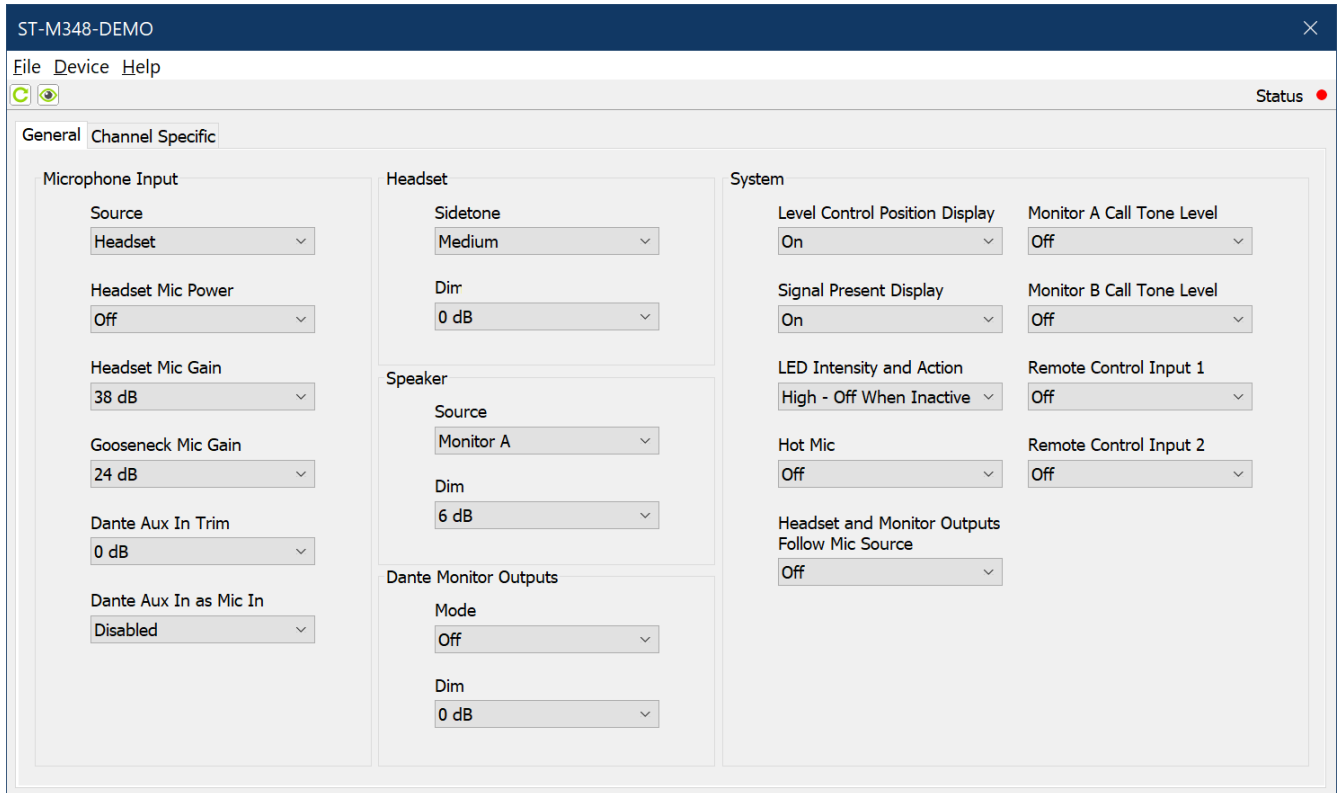 ST-M348-DEMO
File Device Help
Status
General Channel Specific
Microphone Input
Source
Headset
Headset Mic Power
Off
Headset Mic Gain
38 dB
Gooseneck Mic Gain
24 dB
Dante Aux In Trim
0 dB
Dante Aux In as Mic In
Disabled
Headset
Sidetone
Medium
Dim
0 dB
Speaker
Source
Monitor A
Dim
6 dB
Dante Monitor Outputs
Mode
Off
Dim
0 dB
System
Level Control Position Display
On
Signal Present Display
On
LED Intensity and Action
High - Off When Inactive
Hot Mic
Off
Headset and Monitor Outputs
Follow Mic Source
Off
Monitor A Call Tone Level
Off
Monitor B Call Tone Level
Off
Remote Control Input 1
Off
Remote Control Input 2
Off